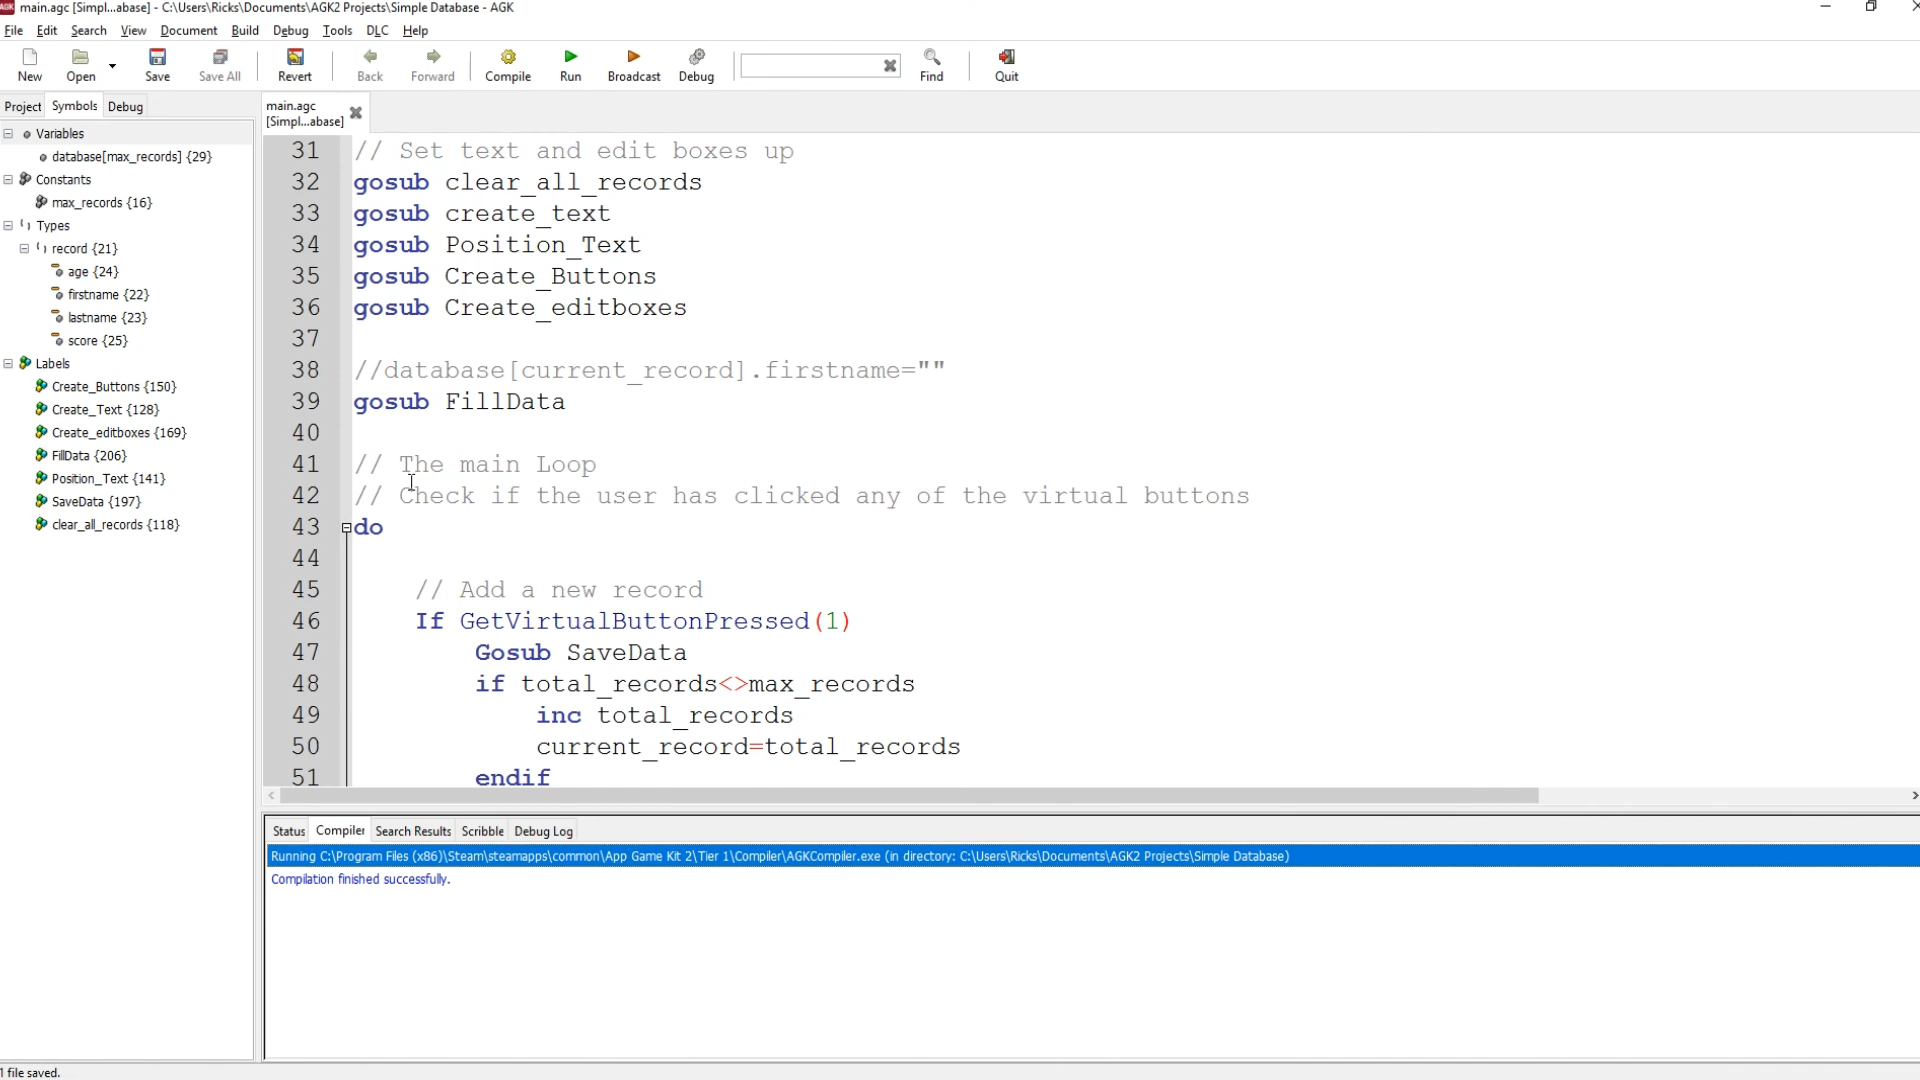 AGK main.agc [Simpl...abase] - C:\Users\Ricks\Documents\AGK2 Projects\Simple Database - AGK
File Edit Search View Document Build Debug Tools DLC Help
New Open Save Save All Revert Back Forward Compile Run Broadcast Debug Find Quit
Project Symbols Debug
Variables
database[max_records] {29}
Constants
max_records {16}
Types
record {21}
age {24}
firstname {22}
lastname {23}
score {25}
Labels
Create_Buttons {150}
Create_Text {128}
Create_editboxes {169}
FillData {206}
Position_Text {141}
SaveData {197}
clear_all_records {118}
main.agc
[Simpl...abase]
31 // Set text and edit boxes up
32 gosub clear_all_records
33 gosub create_text
34 gosub Position_Text
35 gosub Create_Buttons
36 gosub Create_editboxes
37
38 //database[current_record].firstname=""
39 gosub FillData
40
41 // The main Loop
42 // Check if the user has clicked any of the virtual buttons
43 do
44
45 // Add a new record
46 If GetVirtualButtonPressed(1)
47 Gosub SaveData
48 if total_records<>max_records
49 inc total_records
50 current_record=total_records
51 endif
Status Compiler Search Results Scribble Debug Log
Running C:\Program Files (x86)\Steam\steamapps\common\App Game Kit 2\Tier 1\Compiler\AGKCompiler.exe (in directory: C:\Users\Ricks\Documents\AGK2 Projects\Simple Database)
Compilation finished successfully.
1 file saved.